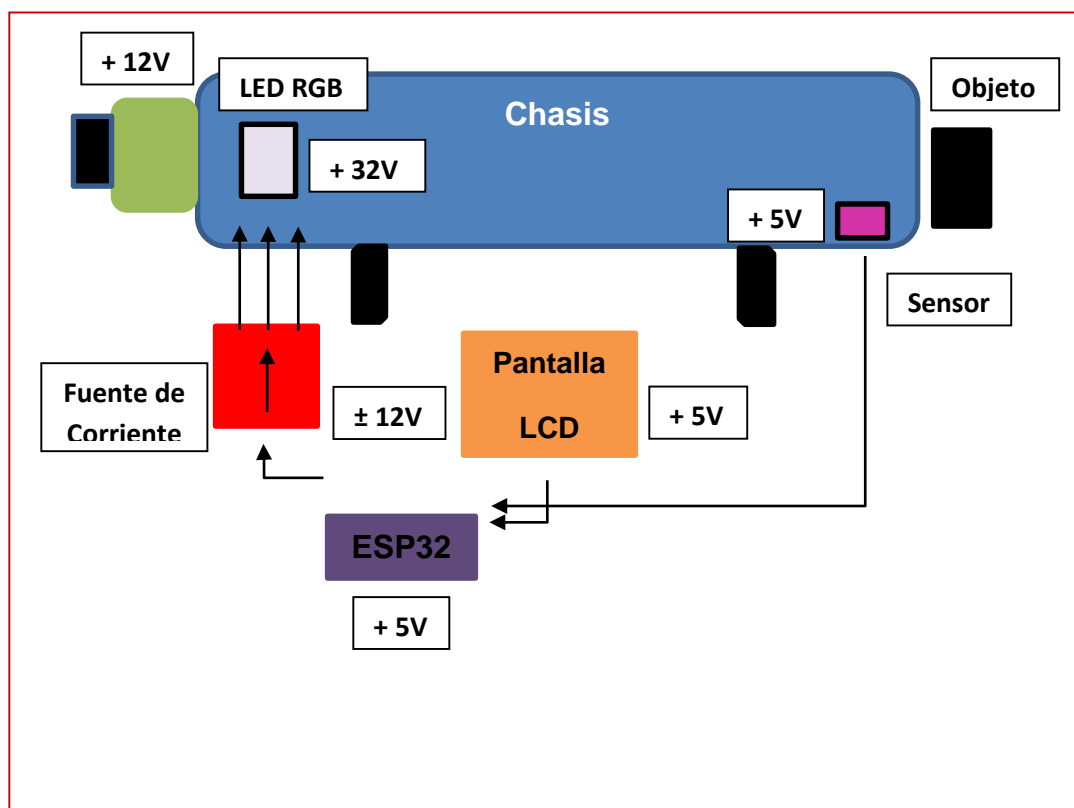 + 12V
LED RGB
Objeto
Chasis
+ 32V
+ 5V
Sensor
Fuente de
Corriente
± 12V
Pantalla
LCD
+ 5V
ESP32
+ 5V